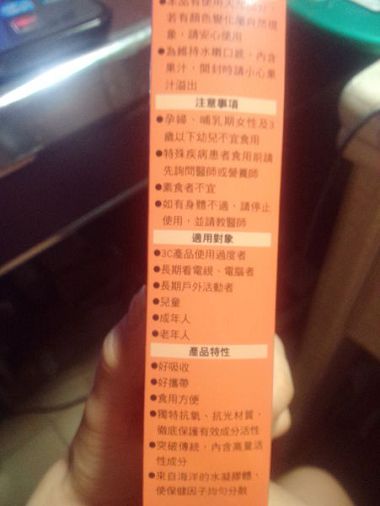 ●本品有使用天然成分，
若有顏色變化屬自然現
象，請安心使用
●為維持水嫩口感，內含
果汁，開封時請小心果
汁溢出
注意事項
●孕婦、哺乳期女性及3
歲以下幼兒不宜食用
●特殊疾病患者食用前請
先詢問醫師或營養師
●素食者不宜
●如有身體不適，請停止
使用，並請教醫師
適用對象
●3C產品使用過度者
●長期看電視、電腦者
●長期戶外活動者
●兒童
●成年人
●老年人
產品特性
●好吸收
●好攜帶
●食用方便
●獨特抗氧、抗光材質，
徹底保護有效成分活性
●突破傳統，內含高量活
性成分
●來自海洋的水凝膠體，
使保健因子均勻分散